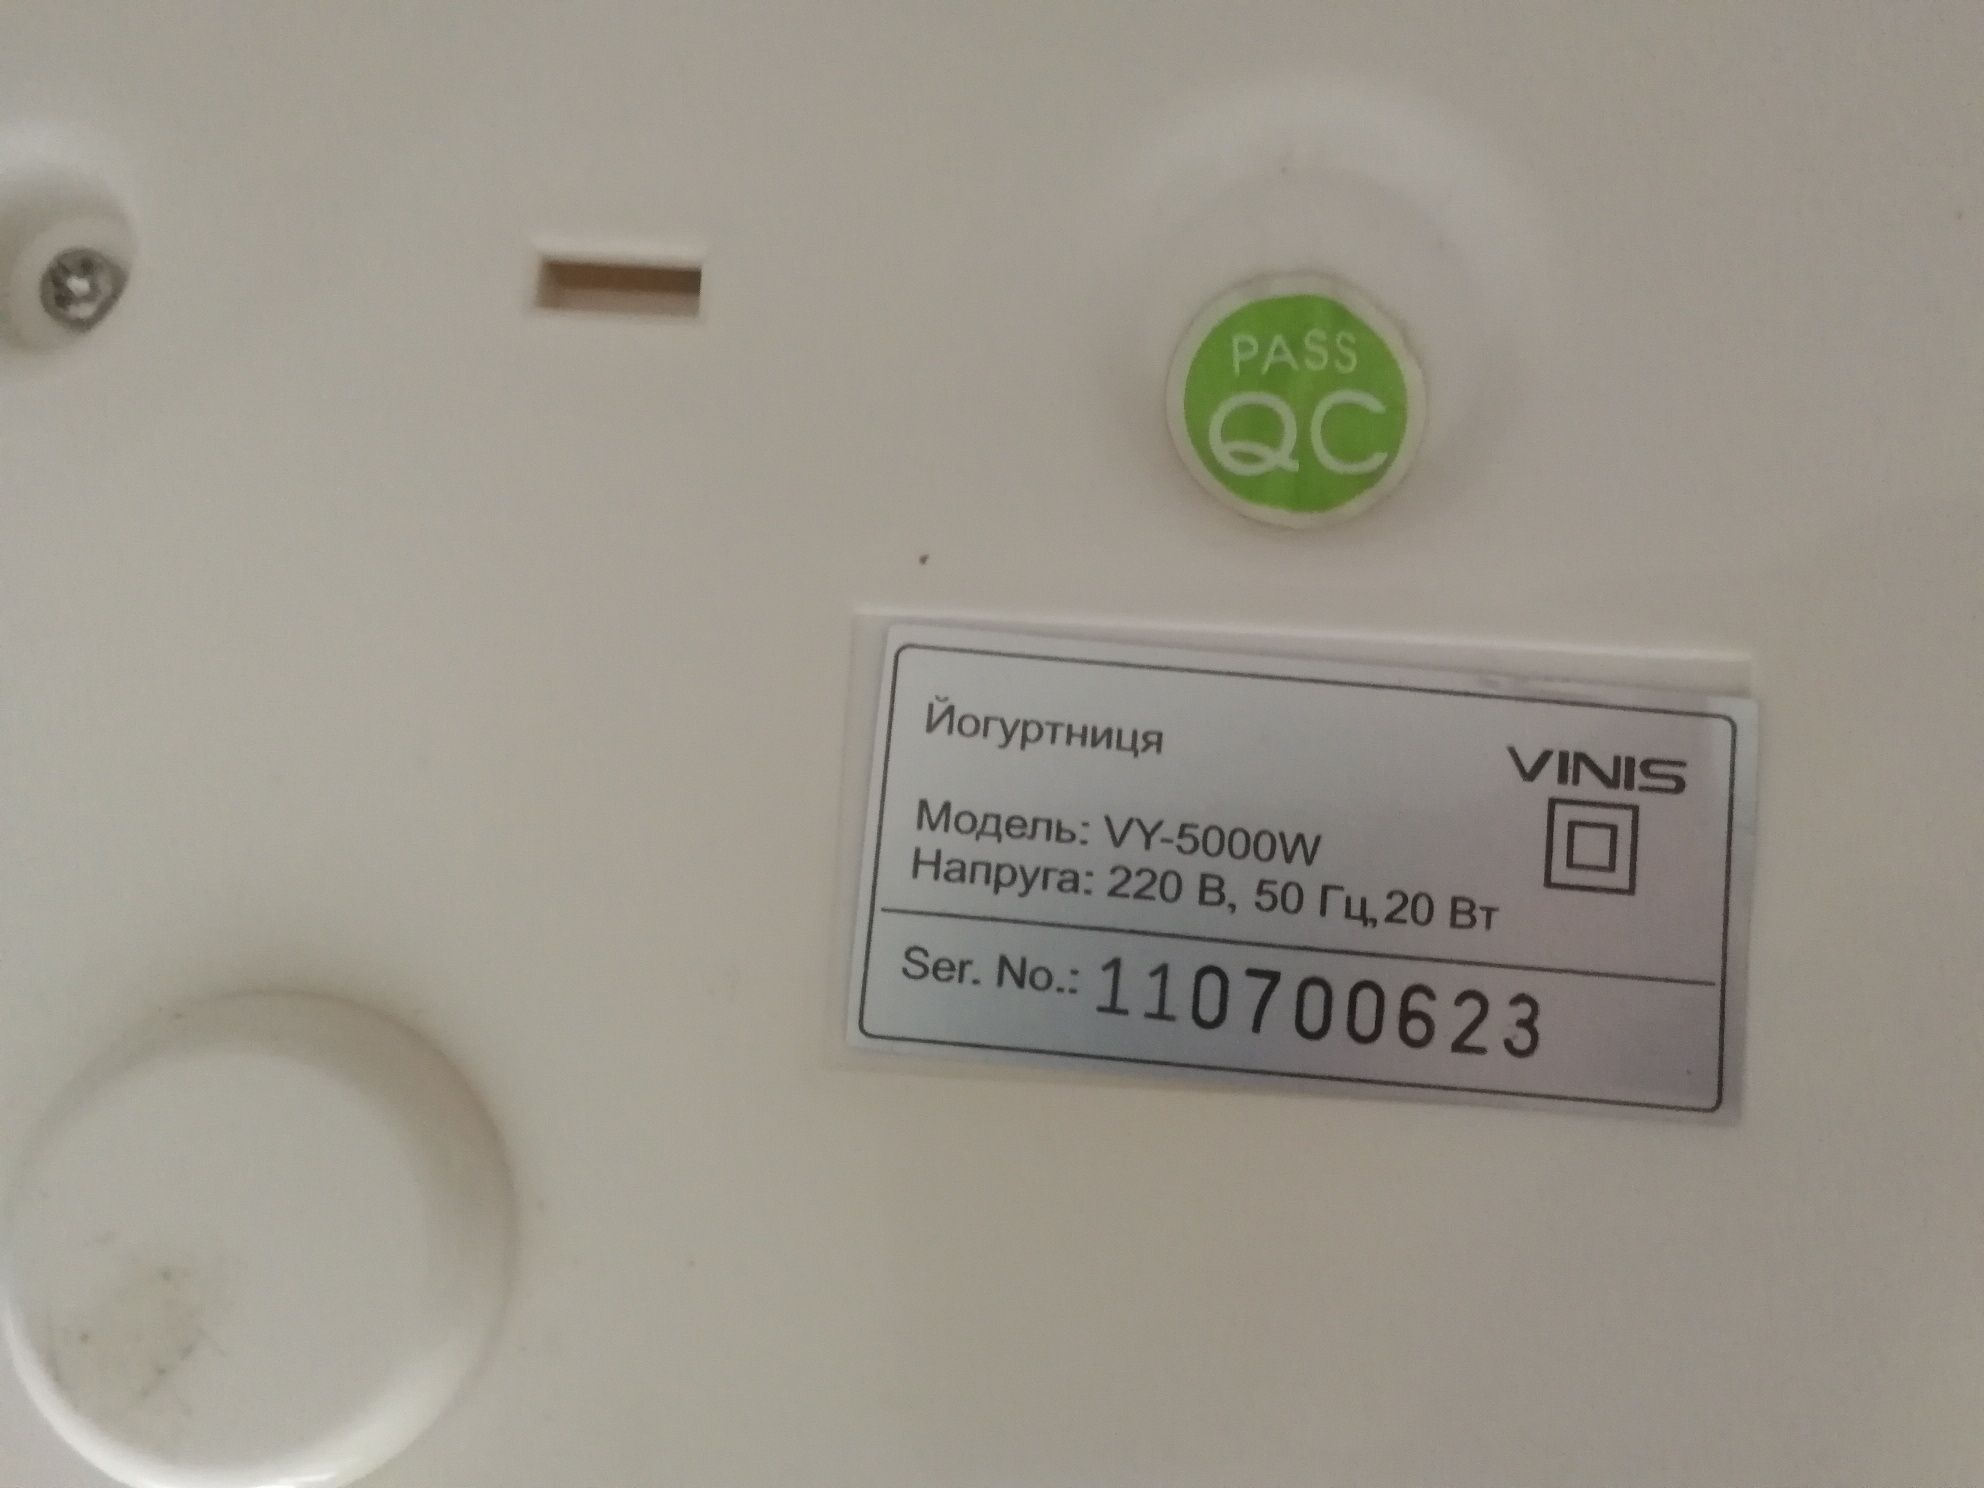 PASS
QC
Йогуртниця
VINIS
Модель: VY-5000W
Напруга: 220 В, 50 Гц,20 Вт
Ser. No.: 110700623